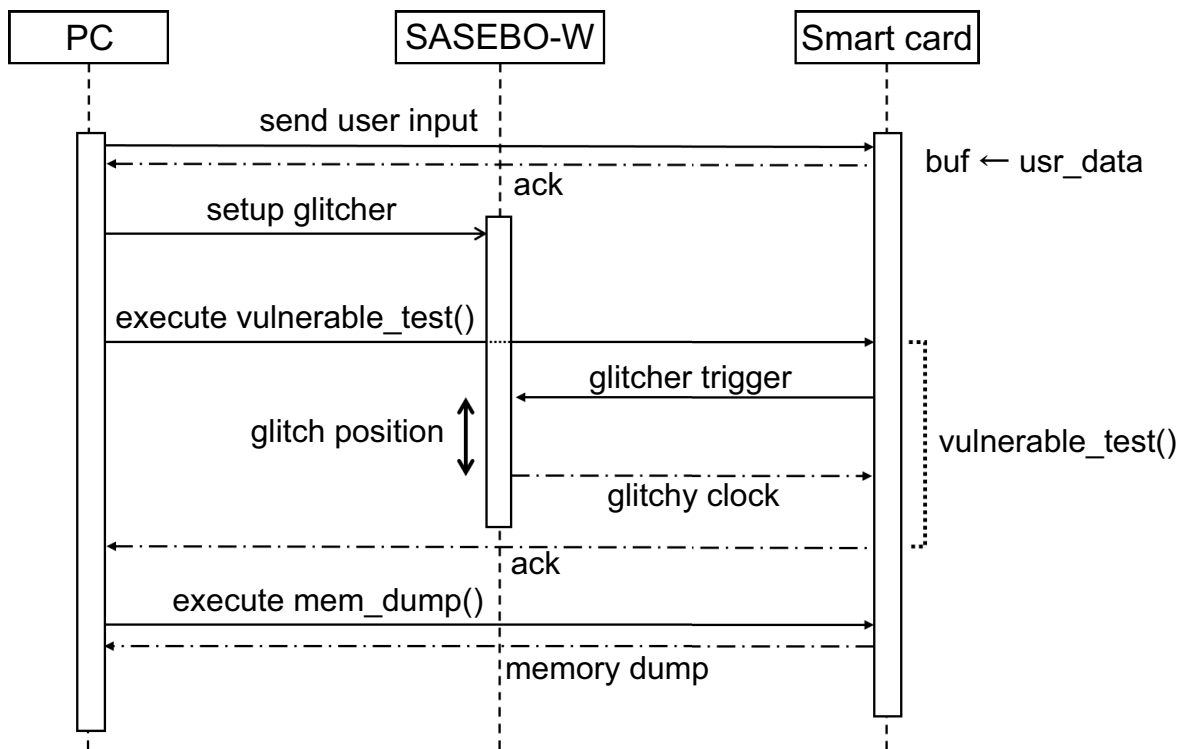 PC
SASEBO-W
Smart card
send user input
buf ← usr_data
ack
setup glitcher
execute vulnerable_test()
glitcher trigger
glitch position
vulnerable_test()
glitchy clock
ack
execute mem_dump()
memory dump